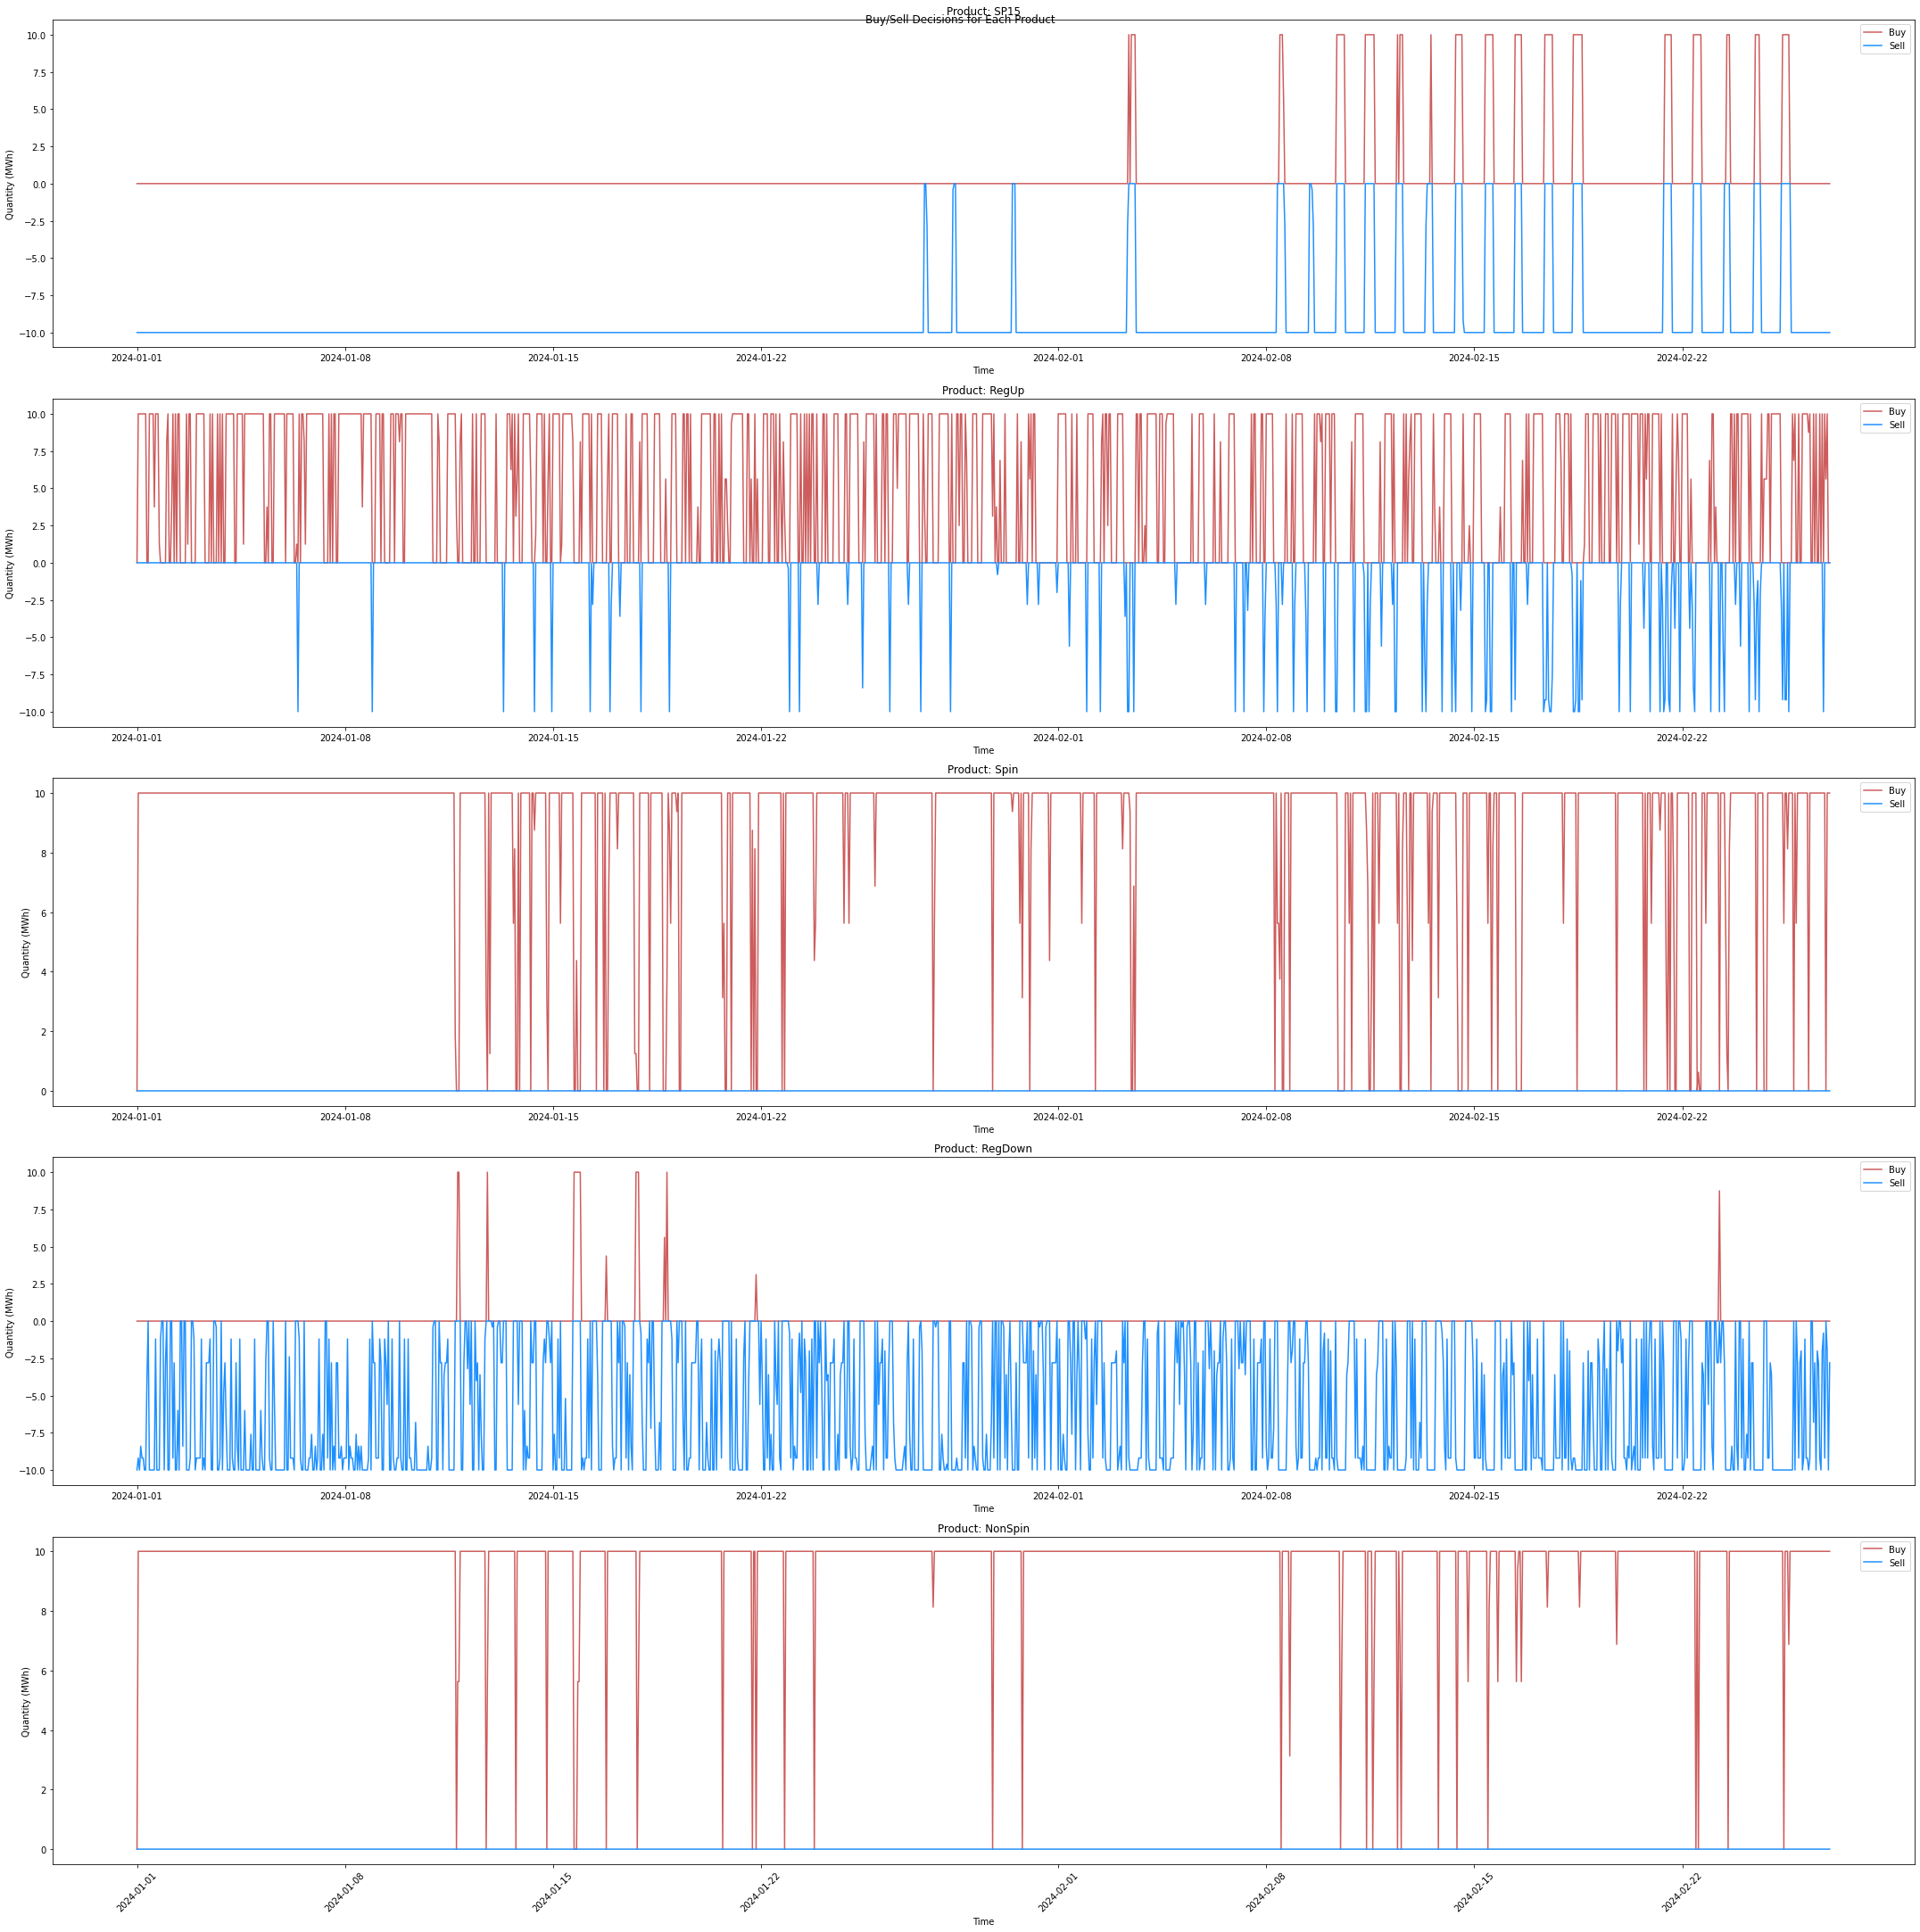 Product: SP15
Buy/Sell Decisions for Each Product
Buy
Sell
10.0
7.5
5.0
2.5
0.0
−2.5
−5.0
−7.5
−10.0
Quantity (MWh)
2024-01-01 2024-01-08 2024-01-15 2024-01-22 2024-02-01 2024-02-08 2024-02-15 2024-02-22
Time
Product: RegUp
Buy
Sell
10.0
7.5
5.0
2.5
0.0
−2.5
−5.0
−7.5
−10.0
Quantity (MWh)
2024-01-01 2024-01-08 2024-01-15 2024-01-22 2024-02-01 2024-02-08 2024-02-15 2024-02-22
Time
Product: Spin
Buy
Sell
10
8
6
4
2
0
Quantity (MWh)
2024-01-01 2024-01-08 2024-01-15 2024-01-22 2024-02-01 2024-02-08 2024-02-15 2024-02-22
Time
Product: RegDown
Buy
Sell
10.0
7.5
5.0
2.5
0.0
−2.5
−5.0
−7.5
−10.0
Quantity (MWh)
2024-01-01 2024-01-08 2024-01-15 2024-01-22 2024-02-01 2024-02-08 2024-02-15 2024-02-22
Time
Product: NonSpin
Buy
Sell
10
8
6
4
2
0
Quantity (MWh)
2024-01-01 2024-01-08 2024-01-15 2024-01-22 2024-02-01 2024-02-08 2024-02-15 2024-02-22
Time